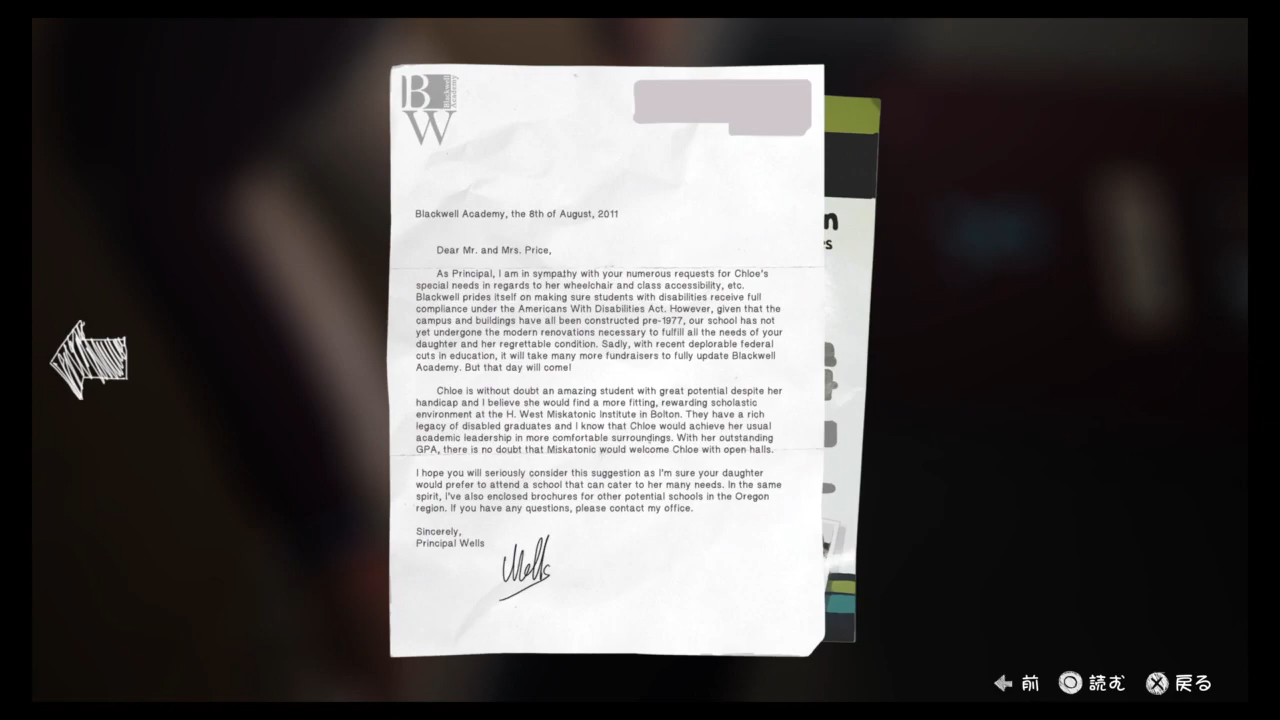 BW Blackwell Academy
Blackwell Academy, the 8th of August, 2011
Dear Mr. and Mrs. Price,
As Principal, I am in sympathy with your numerous requests for Chloe's
special needs in regards to her wheelchair and class accessibility, etc.
Blackwell prides itself on making sure students with disabilities receive full
compliance under the Americans With Disabilities Act. However, given that the
campus and buildings have all been constructed pre-1977, our school has not
yet undergone the modern renovations necessary to fulfill all the needs of your
daughter and her regrettable condition. Sadly, with recent deplorable federal
cuts in education, it will take many more fundraisers to fully update Blackwell
Academy. But that day will come!
Chloe is without doubt an amazing student with great potential despite her
handicap and I believe she would find a more fitting, rewarding scholastic
environment at the H. West Miskatonic Institute in Bolton. They have a rich
legacy of disabled graduates and I know that Chloe would achieve her usual
academic leadership in more comfortable surroundings. With her outstanding
GPA, there is no doubt that Miskatonic would welcome Chloe with open halls.
I hope you will seriously consider this suggestion as I'm sure your daughter
would prefer to attend a school that can cater to her many needs. In the same
spirit, I've also enclosed brochures for other potential schools in the Oregon
region. If you have any questions, please contact my office.
Sincerely,
Principal Wells
Wells
n
s
前 読む 戻る